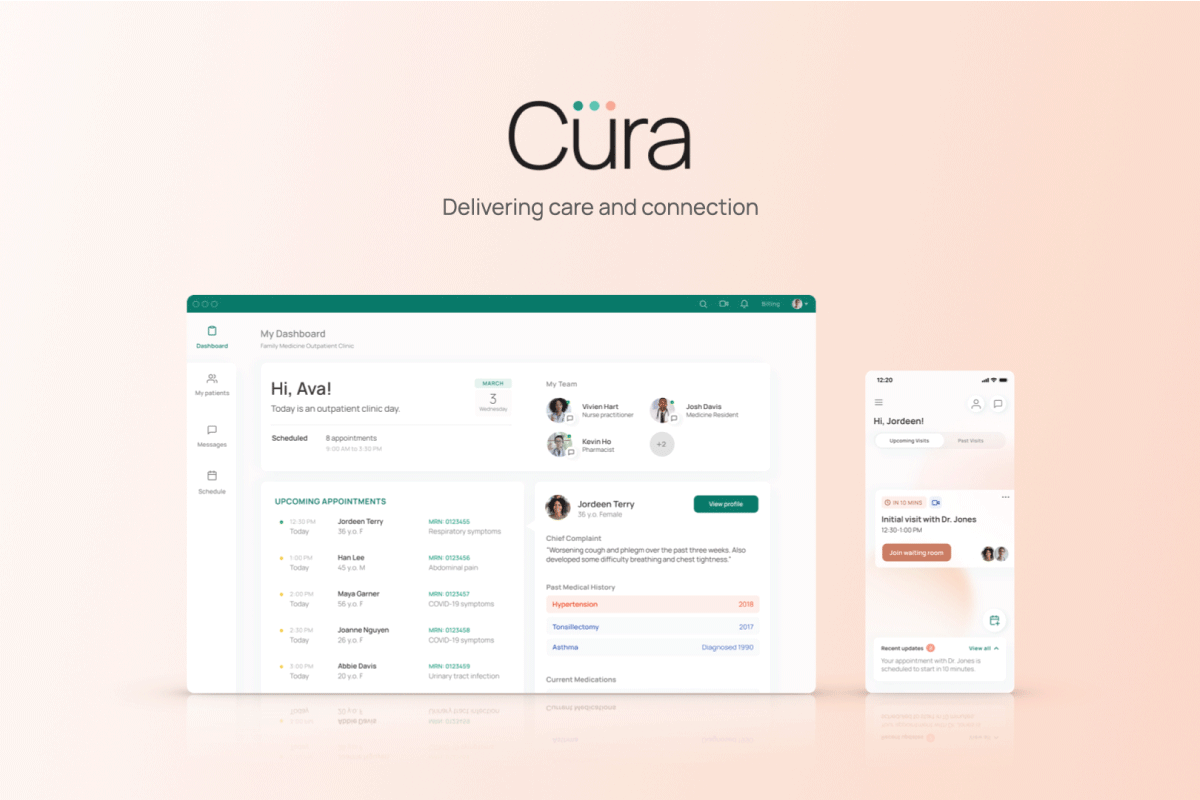 Cüra
Delivering care and connection
Billing
Dashboard
My patients
Messages
Schedule
My Dashboard
Family Medicine Outpatient Clinic
Hi, Ava!
Today is an outpatient clinic day.
MARCH
3
Wednesday
Scheduled 8 appointments
9:00 AM to 3:30 PM
My Team
Vivien Hart
Nurse practitioner
Josh Davis
Medicine Resident
Kevin Ho
Pharmacist
+2
UPCOMING APPOINTMENTS
12:30 PM Jordeen Terry MRN: 0123455
Today 36 y.o. F Respiratory symptoms
1:00 PM Han Lee MRN: 0123456
Today 45 y.o. M Abdominal pain
2:00 PM Maya Garner MRN: 0123457
Today 56 y.o. F COVID-19 symptoms
2:30 PM Joanne Nguyen MRN: 0123458
Today 26 y.o. F COVID-19 symptoms
3:00 PM Abbie Davis MRN: 0123459
Today 20 y.o. F Urinary tract infection
Jordeen Terry
36 y.o. Female
View profile
Chief Complaint
"Worsening cough and phlegm over the past three weeks. Also
developed some difficulty breathing and chest tightness."
Past Medical History
Hypertension 2018
Tonsillectomy 2017
Asthma Diagnosed 1990
Current Medications
12:20
Hi, Jordeen!
Upcoming Visits Past Visits
IN 10 MINS
Initial visit with Dr. Jones
12:30-1:00 PM
Join waiting room
Recent updates 2 View all
Your appointment with Dr. Jones is
scheduled to start in 10 minutes.